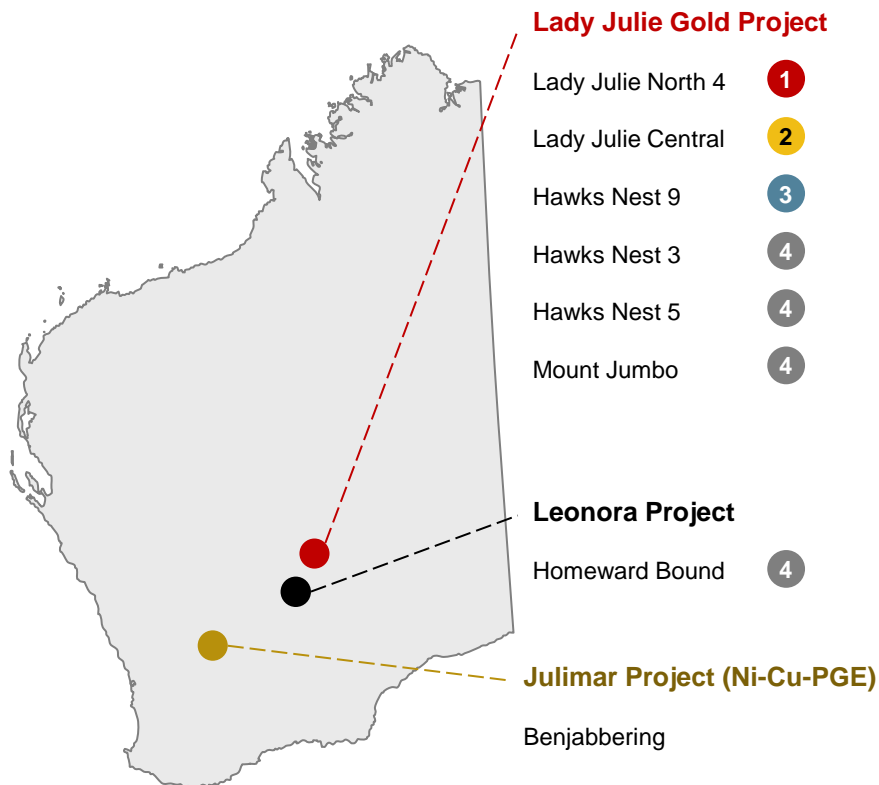 Lady Julie Gold Project
Lady Julie North 4 1
Lady Julie Central 2
Hawks Nest 9 3
Hawks Nest 3 4
Hawks Nest 5 4
Mount Jumbo 4
Leonora Project
Homeward Bound 4
Julimar Project (Ni-Cu-PGE)
Benjabbering